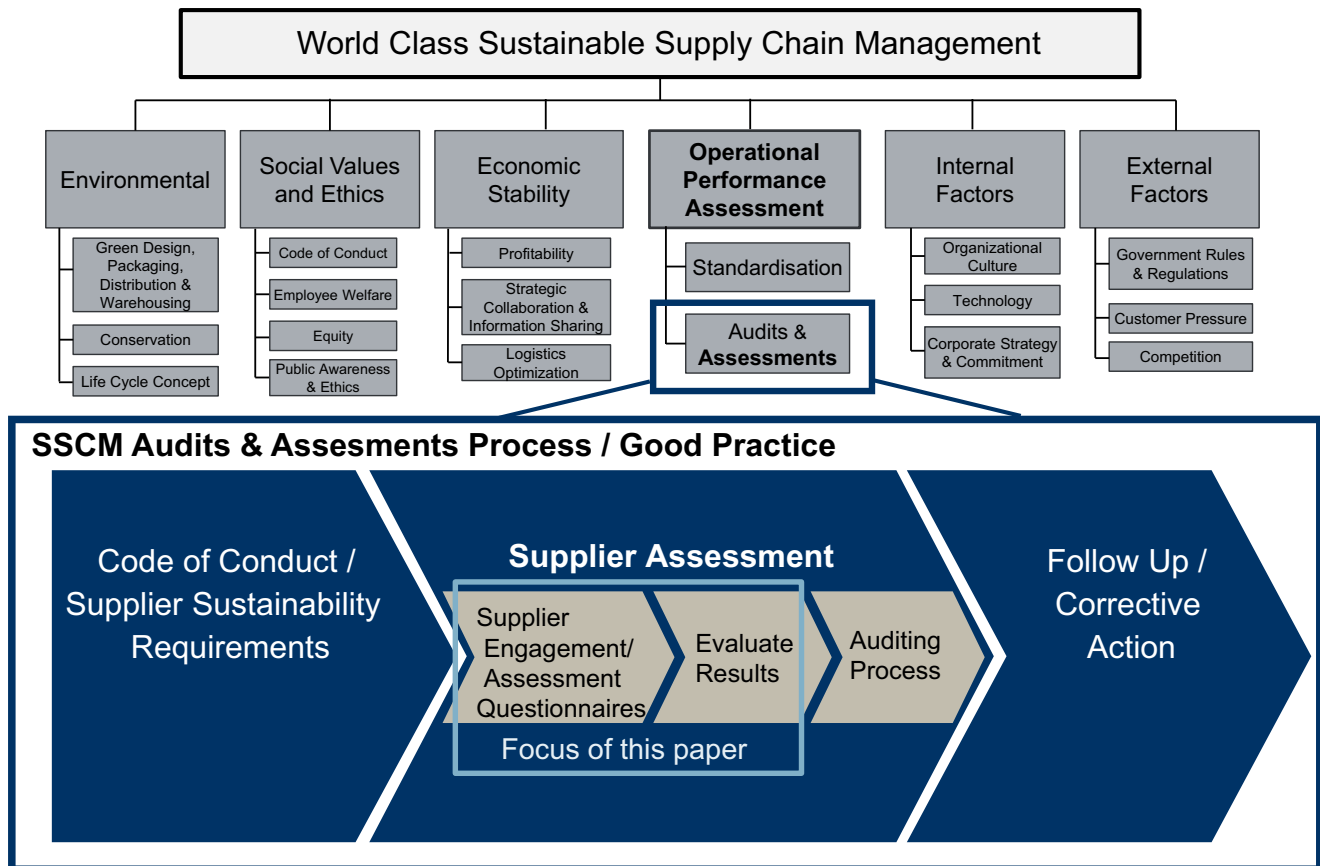 World Class Sustainable Supply Chain Management
Environmental
Social Values
and Ethics
Economic
Stability
Operational
Performance
Assessment
Internal
Factors
External
Factors
Green Design,
Packaging,
Distribution &
Warehousing
Conservation
Life Cycle Concept
Code of Conduct
Employee Welfare
Equity
Public Awareness
& Ethics
Profitability
Strategic
Collaboration &
Information Sharing
Logistics
Optimization
Standardisation
Audits &
Assessments
Organizational
Culture
Technology
Corporate Strategy
& Commitment
Government Rules
& Regulations
Customer Pressure
Competition
SSCM Audits & Assesments Process / Good Practice
Code of Conduct /
Supplier Sustainability
Requirements
Supplier Assessment
Supplier
Engagement/
Assessment
Questionnaires
Evaluate
Results
Auditing
Process
Focus of this paper
Follow Up /
Corrective
Action